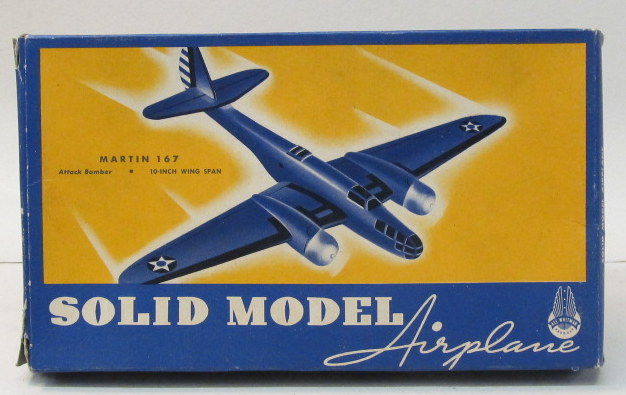 MARTIN 167
Attack Bomber • 10-INCH WING SPAN
SOLID MODEL
Airplane